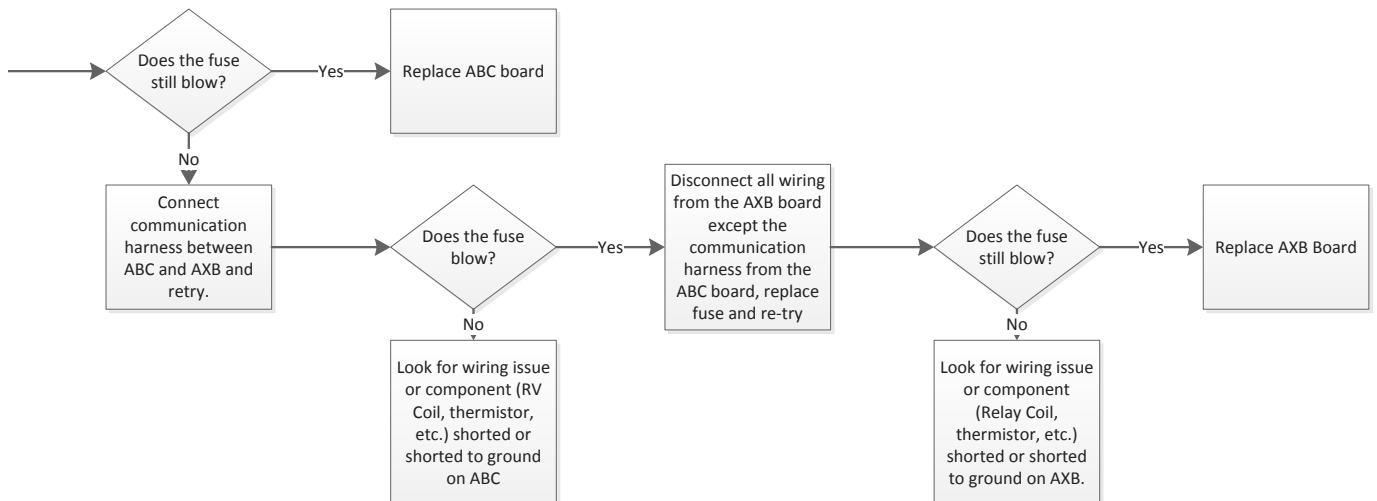 Does the fuse
still blow?
Yes
Replace ABC board
No
Connect
communication
harness between
ABC and AXB and
retry.
Does the fuse
blow?
Yes
Disconnect all wiring
from the AXB board
except the
communication
harness from the
ABC board, replace
fuse and re-try
Does the fuse
still blow?
Yes
Replace AXB Board
No
Look for wiring issue
or component (RV
Coil, thermistor,
etc.) shorted or
shorted to ground
on ABC
No
Look for wiring issue
or component
(Relay Coil,
thermistor, etc.)
shorted or shorted
to ground on AXB.